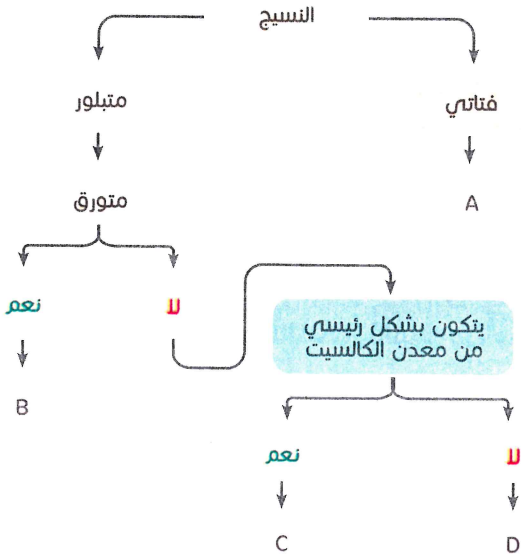 النسيج
فتاتي
متبلور
A
متورق
لا
نعم
يتكون بشكل رئيسي
من معدن الكالسيت
B
لا
نعم
D
C